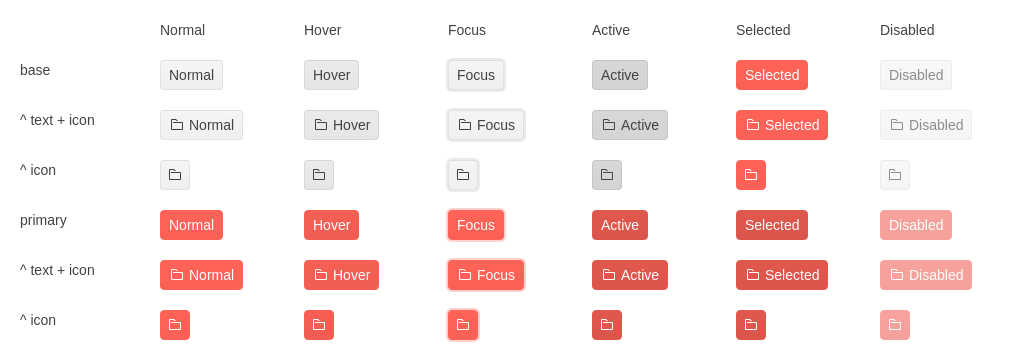 Normal Hover Focus Active Selected Disabled
base Normal Hover Focus Active Selected Disabled
^ text + icon Normal Hover Focus Active Selected Disabled
^ icon
primary Normal Hover Focus Active Selected Disabled
^ text + icon Normal Hover Focus Active Selected Disabled
^ icon